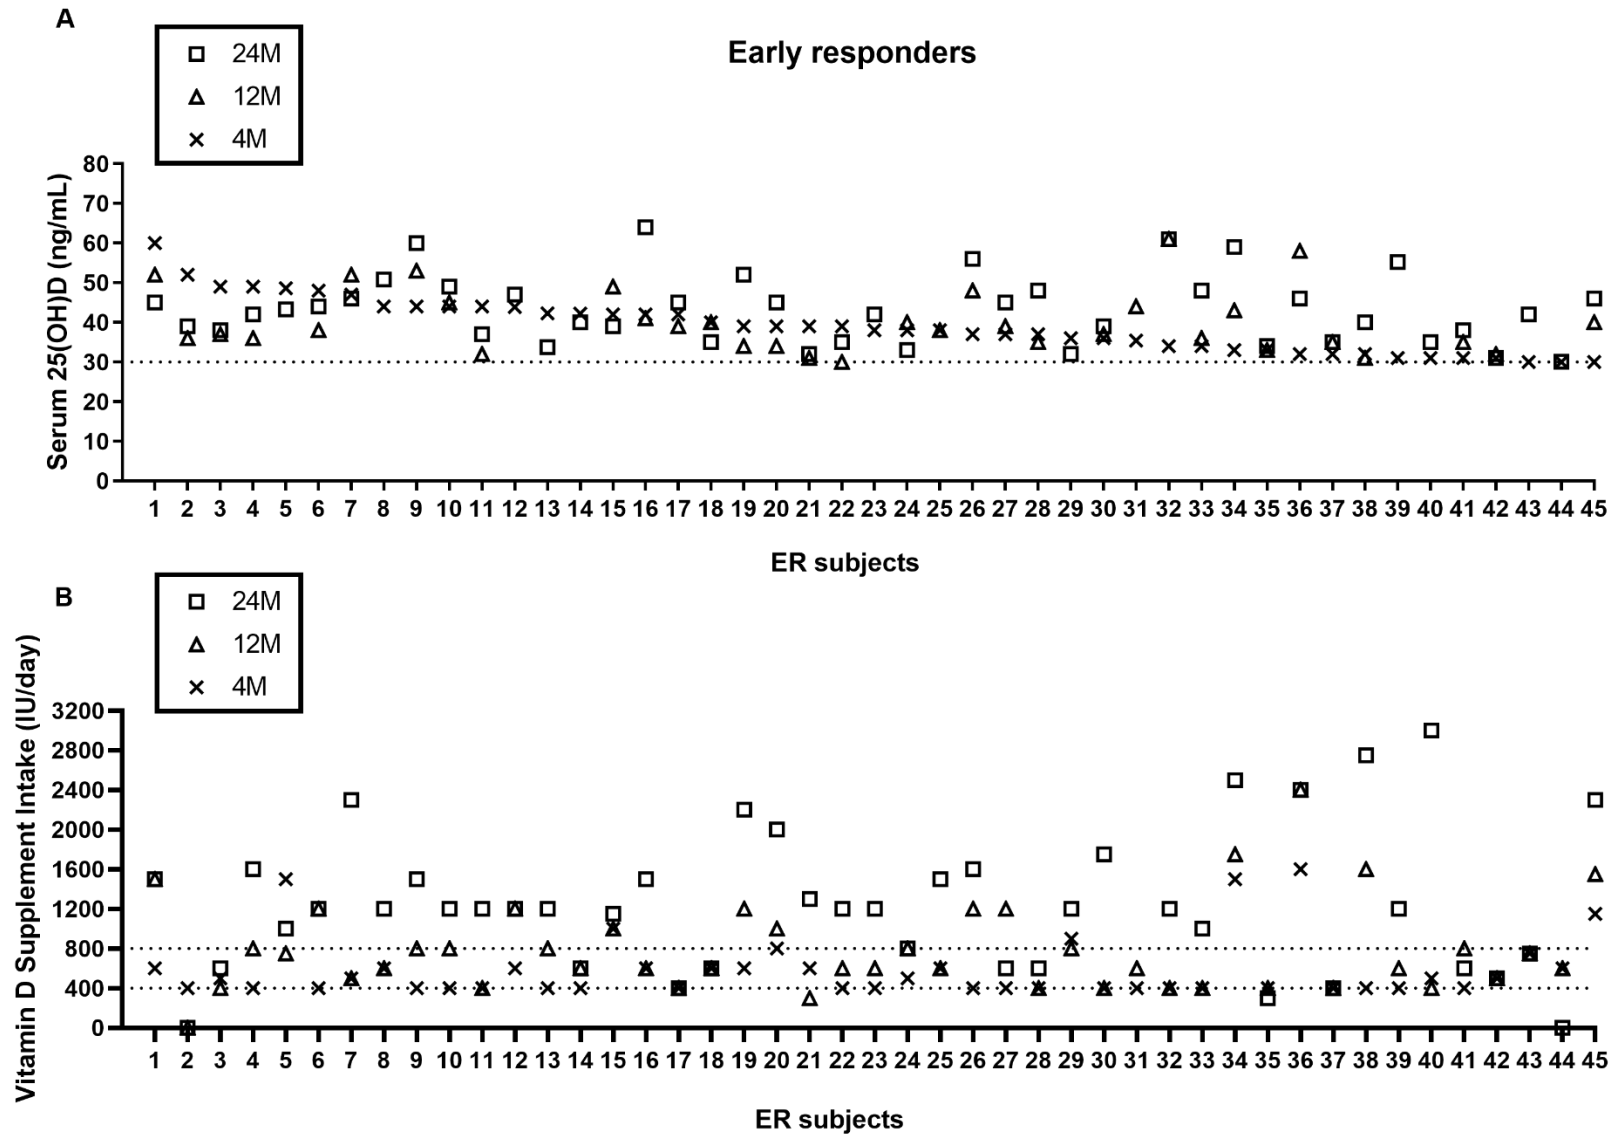 A
24M
12M
4M
Early responders
Serum 25(OH)D (ng/mL)
80
70
60
50
40
30
20
10
0
1 2 3 4 5 6 7 8 9 10 11 12 13 14 15 16 17 18 19 20 21 22 23 24 25 26 27 28 29 30 31 32 33 34 35 36 37 38 39 40 41 42 43 44 45
ER subjects
B
24M
12M
4M
Vitamin D Supplement Intake (IU/day)
3200
2800
2400
2000
1600
1200
800
400
0
1 2 3 4 5 6 7 8 9 10 11 12 13 14 15 16 17 18 19 20 21 22 23 24 25 26 27 28 29 30 31 32 33 34 35 36 37 38 39 40 41 42 43 44 45
ER subjects